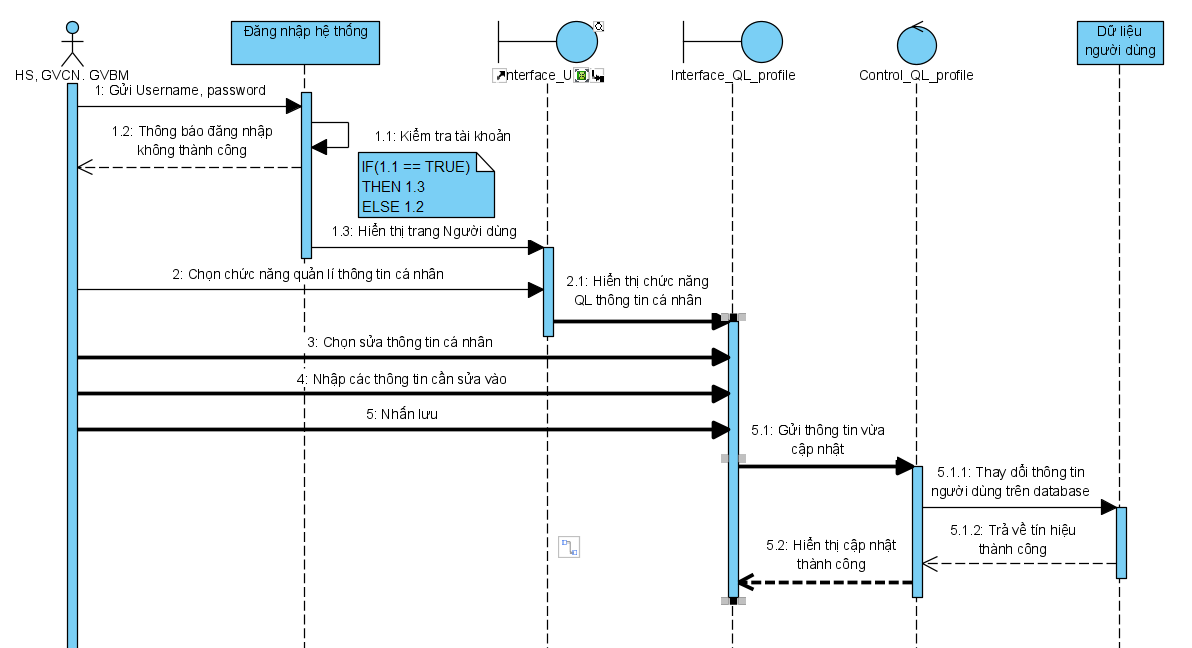 Đăng nhập hệ thống
Dữ liệu
người dùng
HS, GVCN. GVBM
Interface_QL_profile
Control_QL_profile
1: Gửi Username, password
1.1: Kiểm tra tài khoản
1.2: Thông báo đăng nhập
không thành công
IF(1.1 == TRUE)
THEN 1.3
ELSE 1.2
1.3: Hiển thị trang Người dùng
2: Chọn chức năng quản lí thông tin cá nhân
2.1: Hiển thị chức năng
QL thông tin cá nhân
3: Chọn sửa thông tin cá nhân
4: Nhập các thông tin cần sửa vào
5: Nhấn lưu
5.1: Gửi thông tin vừa
cập nhật
5.1.1: Thay dổi thông tin
người dùng trên database
5.1.2: Trả về tín hiệu
thành công
5.2: Hiển thị cập nhật
thành công